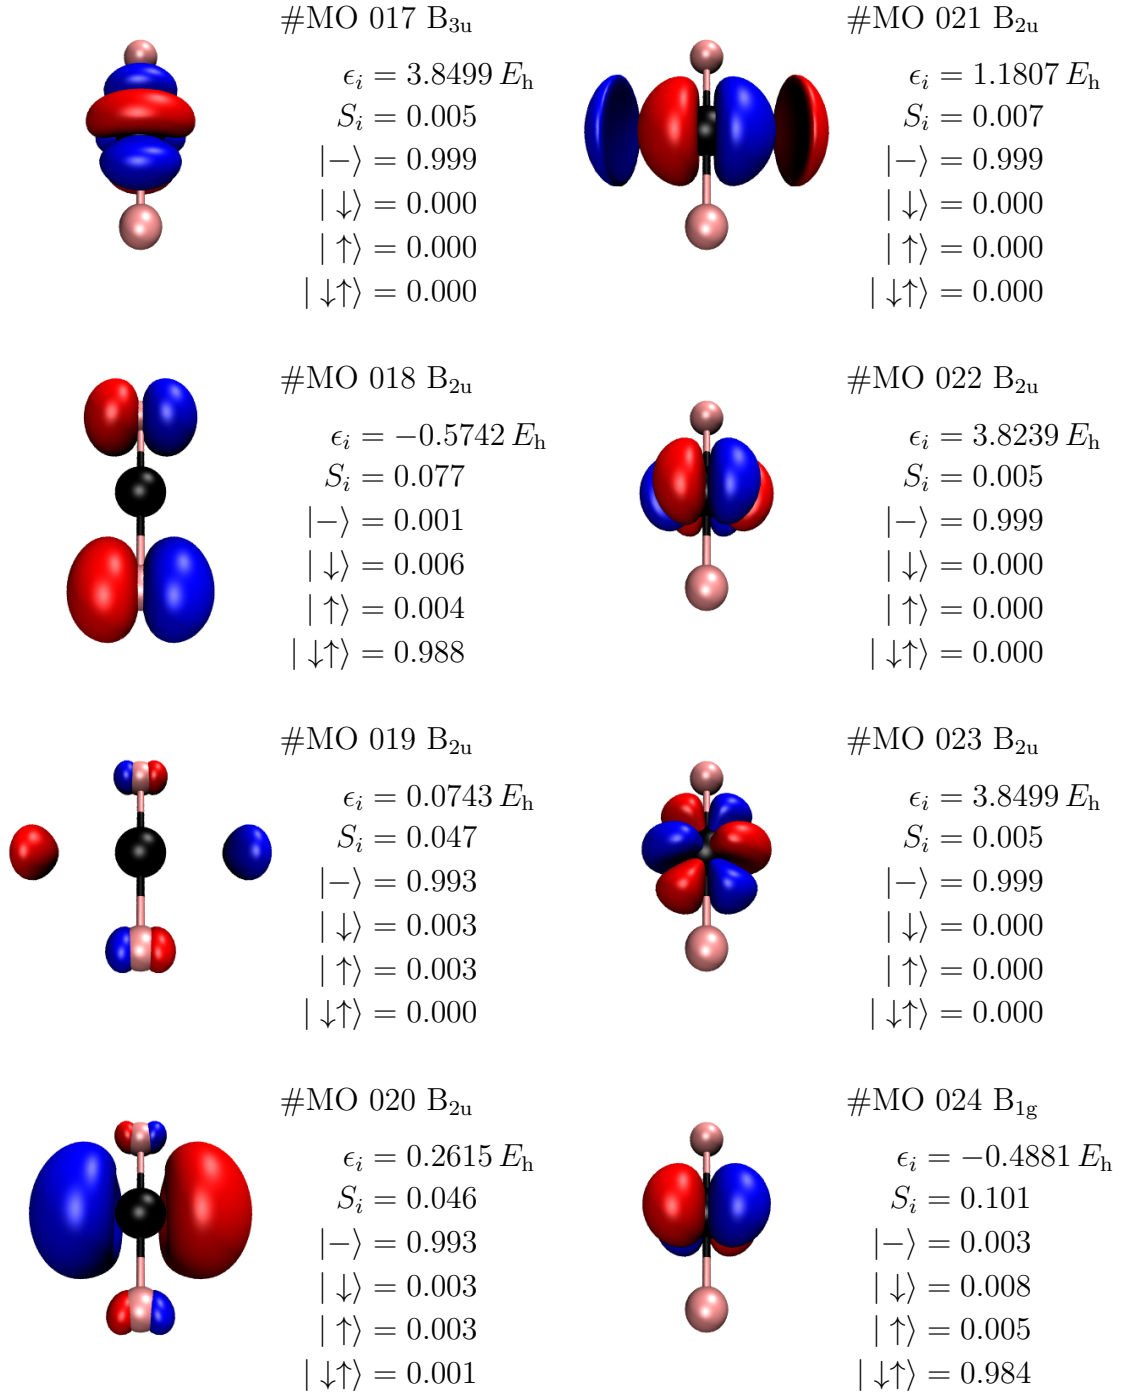 #MO 017 B₃ᵤ
ϵᵢ = 3.8499 Eₕ
Sᵢ = 0.005
|−⟩ = 0.999
| ↓⟩ = 0.000
| ↑⟩ = 0.000
| ↓↑⟩ = 0.000
#MO 021 B₂ᵤ
ϵᵢ = 1.1807 Eₕ
Sᵢ = 0.007
|−⟩ = 0.999
| ↓⟩ = 0.000
| ↑⟩ = 0.000
| ↓↑⟩ = 0.000
#MO 018 B₂ᵤ
ϵᵢ = −0.5742 Eₕ
Sᵢ = 0.077
|−⟩ = 0.001
| ↓⟩ = 0.006
| ↑⟩ = 0.004
| ↓↑⟩ = 0.988
#MO 022 B₂ᵤ
ϵᵢ = 3.8239 Eₕ
Sᵢ = 0.005
|−⟩ = 0.999
| ↓⟩ = 0.000
| ↑⟩ = 0.000
| ↓↑⟩ = 0.000
#MO 019 B₂ᵤ
ϵᵢ = 0.0743 Eₕ
Sᵢ = 0.047
|−⟩ = 0.993
| ↓⟩ = 0.003
| ↑⟩ = 0.003
| ↓↑⟩ = 0.000
#MO 023 B₂ᵤ
ϵᵢ = 3.8499 Eₕ
Sᵢ = 0.005
|−⟩ = 0.999
| ↓⟩ = 0.000
| ↑⟩ = 0.000
| ↓↑⟩ = 0.000
#MO 020 B₂ᵤ
ϵᵢ = 0.2615 Eₕ
Sᵢ = 0.046
|−⟩ = 0.993
| ↓⟩ = 0.003
| ↑⟩ = 0.003
| ↓↑⟩ = 0.001
#MO 024 B₁g
ϵᵢ = −0.4881 Eₕ
Sᵢ = 0.101
|−⟩ = 0.003
| ↓⟩ = 0.008
| ↑⟩ = 0.005
| ↓↑⟩ = 0.984